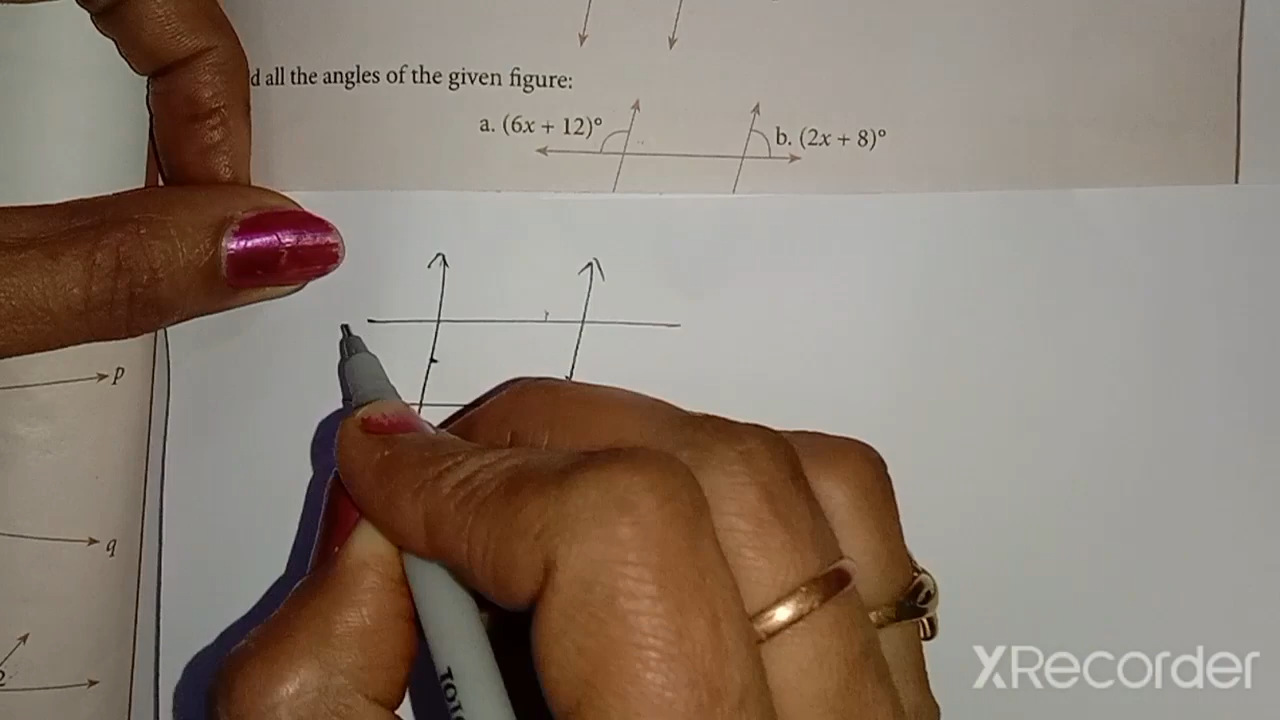 d all the angles of the given figure:
a. (6x + 12)°
b. (2x + 8)°
p
q
XRecorder